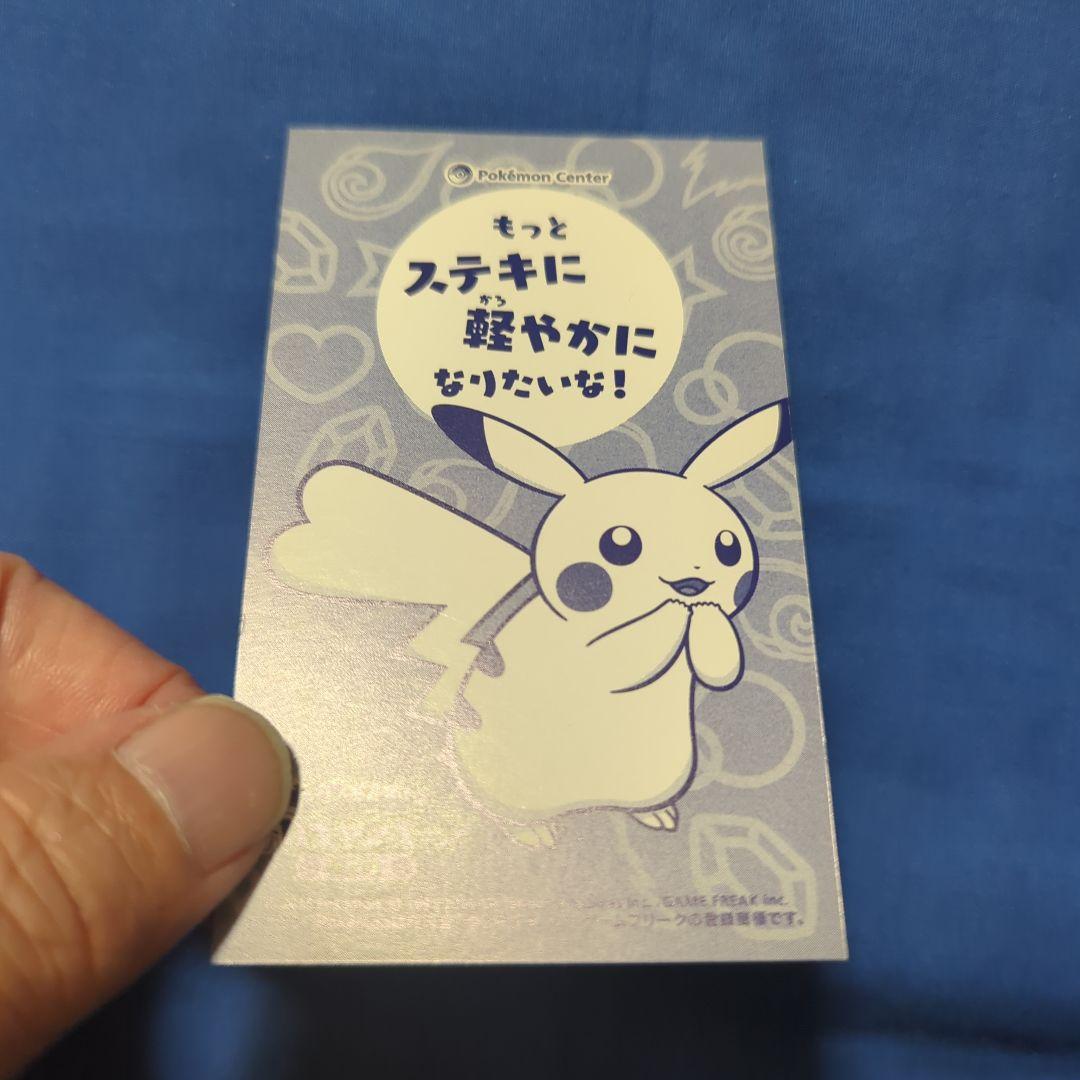 Pokémon Center
もっと
ステキに
かろ
軽やかに
なりたいな!
GAME FREAK inc.
ームフリークの登録商標です。